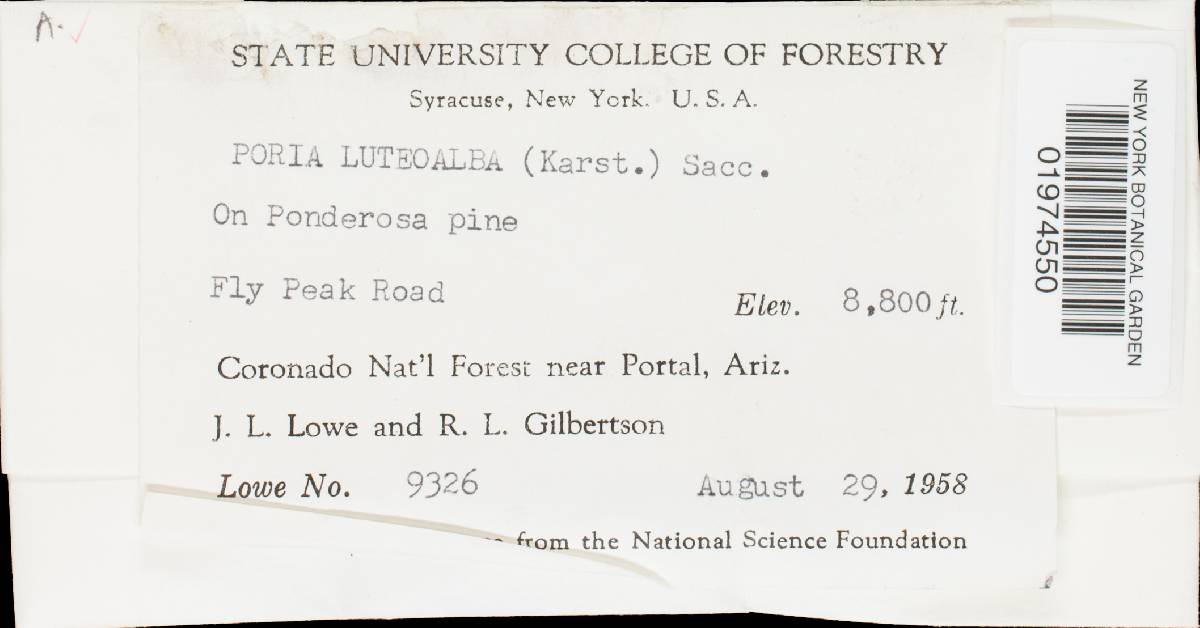 A.
STATE UNIVERSITY COLLEGE OF FORESTRY
Syracuse, New York. U. S. A.
PORIA LUTEOALBA (Karst.) Sacc.
On Ponderosa pine
Fly Peak Road
Elev. 8,800 ft.
Coronado Nat'l Forest near Portal, Ariz.
J. L. Lowe and R. L. Gilbertson
Lowe No. 9326 August 29, 1958
from the National Science Foundation
NEW YORK BOTANICAL GARDEN
01974550